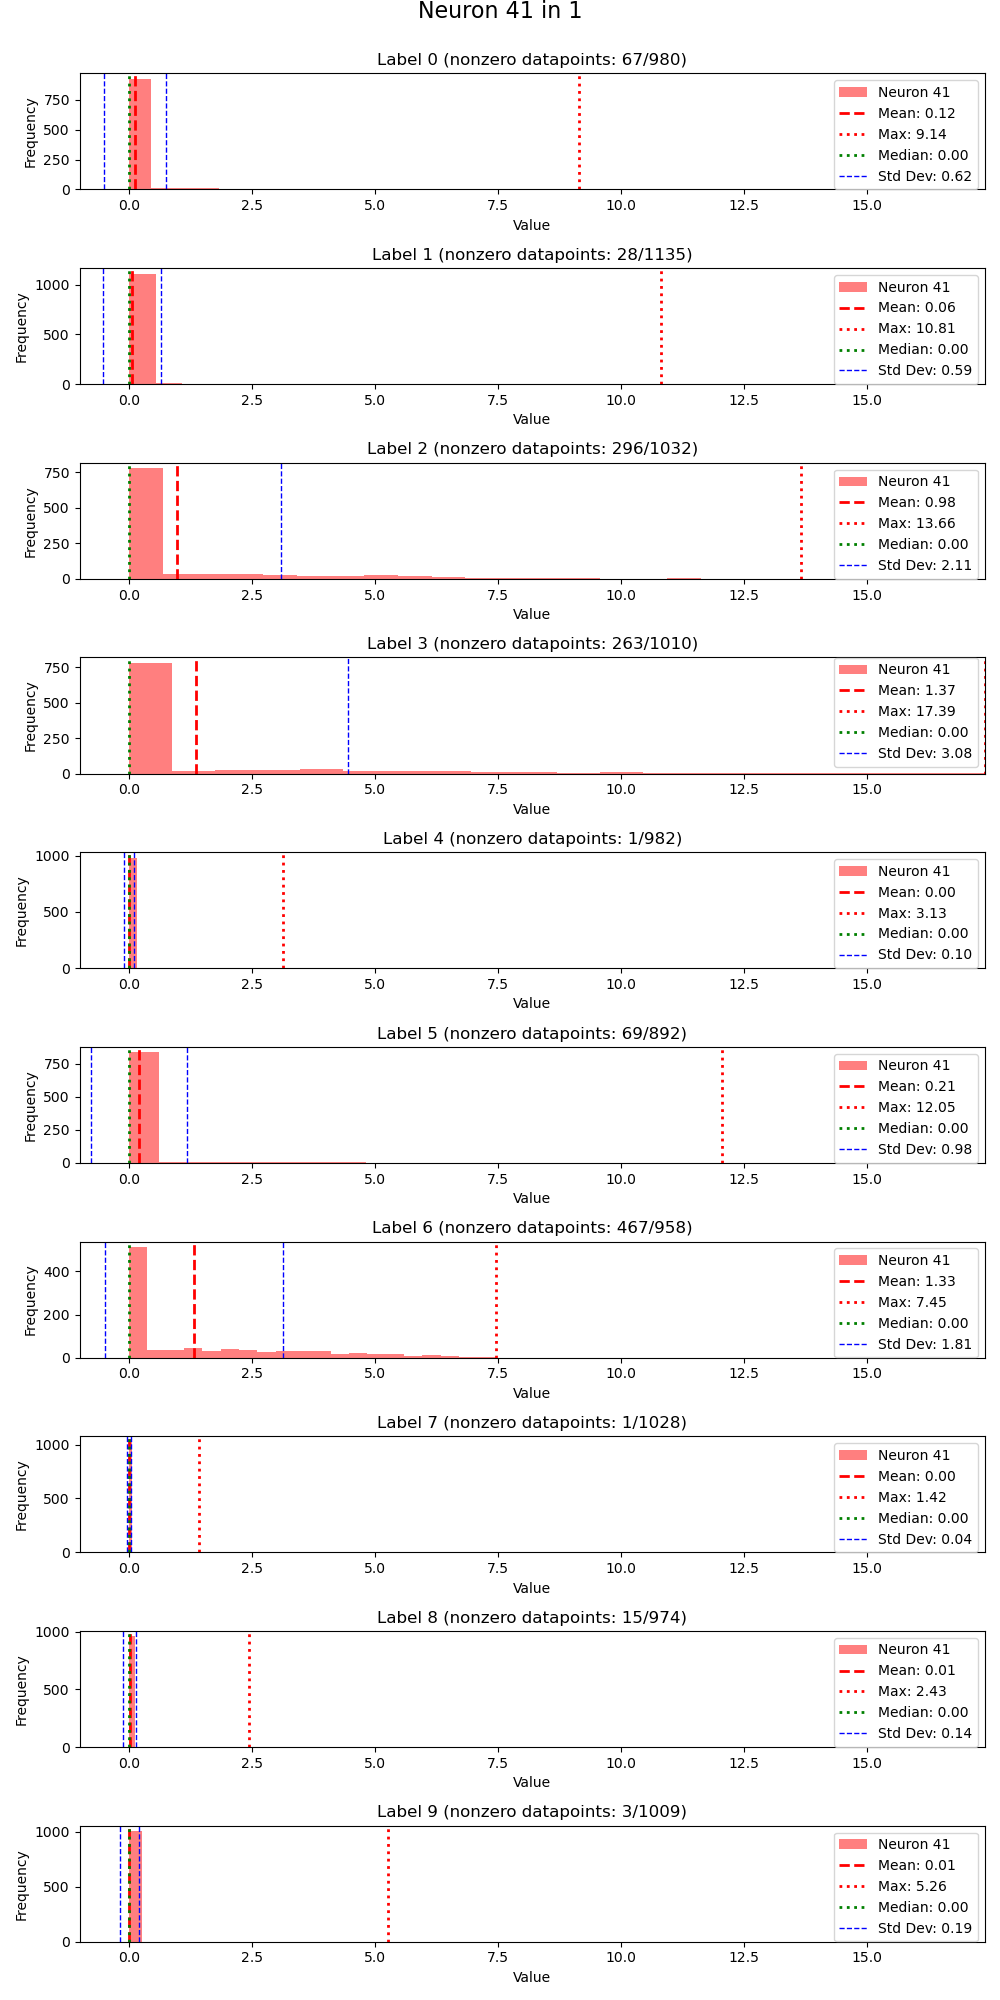 Neuron 41 in 1
Label 0 (nonzero datapoints: 67/980)
Frequency
750
500
250
0
Neuron 41
Mean: 0.12
Max: 9.14
Median: 0.00
Std Dev: 0.62
0.0 2.5 5.0 7.5 10.0 12.5 15.0
Value
Label 1 (nonzero datapoints: 28/1135)
Frequency
1000
500
0
Neuron 41
Mean: 0.06
Max: 10.81
Median: 0.00
Std Dev: 0.59
0.0 2.5 5.0 7.5 10.0 12.5 15.0
Value
Label 2 (nonzero datapoints: 296/1032)
Frequency
750
500
250
0
Neuron 41
Mean: 0.98
Max: 13.66
Median: 0.00
Std Dev: 2.11
0.0 2.5 5.0 7.5 10.0 12.5 15.0
Value
Label 3 (nonzero datapoints: 263/1010)
Frequency
750
500
250
0
Neuron 41
Mean: 1.37
Max: 17.39
Median: 0.00
Std Dev: 3.08
0.0 2.5 5.0 7.5 10.0 12.5 15.0
Value
Label 4 (nonzero datapoints: 1/982)
Frequency
1000
500
0
Neuron 41
Mean: 0.00
Max: 3.13
Median: 0.00
Std Dev: 0.10
0.0 2.5 5.0 7.5 10.0 12.5 15.0
Value
Label 5 (nonzero datapoints: 69/892)
Frequency
750
500
250
0
Neuron 41
Mean: 0.21
Max: 12.05
Median: 0.00
Std Dev: 0.98
0.0 2.5 5.0 7.5 10.0 12.5 15.0
Value
Label 6 (nonzero datapoints: 467/958)
Frequency
400
200
0
Neuron 41
Mean: 1.33
Max: 7.45
Median: 0.00
Std Dev: 1.81
0.0 2.5 5.0 7.5 10.0 12.5 15.0
Value
Label 7 (nonzero datapoints: 1/1028)
Frequency
1000
500
0
Neuron 41
Mean: 0.00
Max: 1.42
Median: 0.00
Std Dev: 0.04
0.0 2.5 5.0 7.5 10.0 12.5 15.0
Value
Label 8 (nonzero datapoints: 15/974)
Frequency
1000
500
0
Neuron 41
Mean: 0.01
Max: 2.43
Median: 0.00
Std Dev: 0.14
0.0 2.5 5.0 7.5 10.0 12.5 15.0
Value
Label 9 (nonzero datapoints: 3/1009)
Frequency
1000
500
0
Neuron 41
Mean: 0.01
Max: 5.26
Median: 0.00
Std Dev: 0.19
0.0 2.5 5.0 7.5 10.0 12.5 15.0
Value